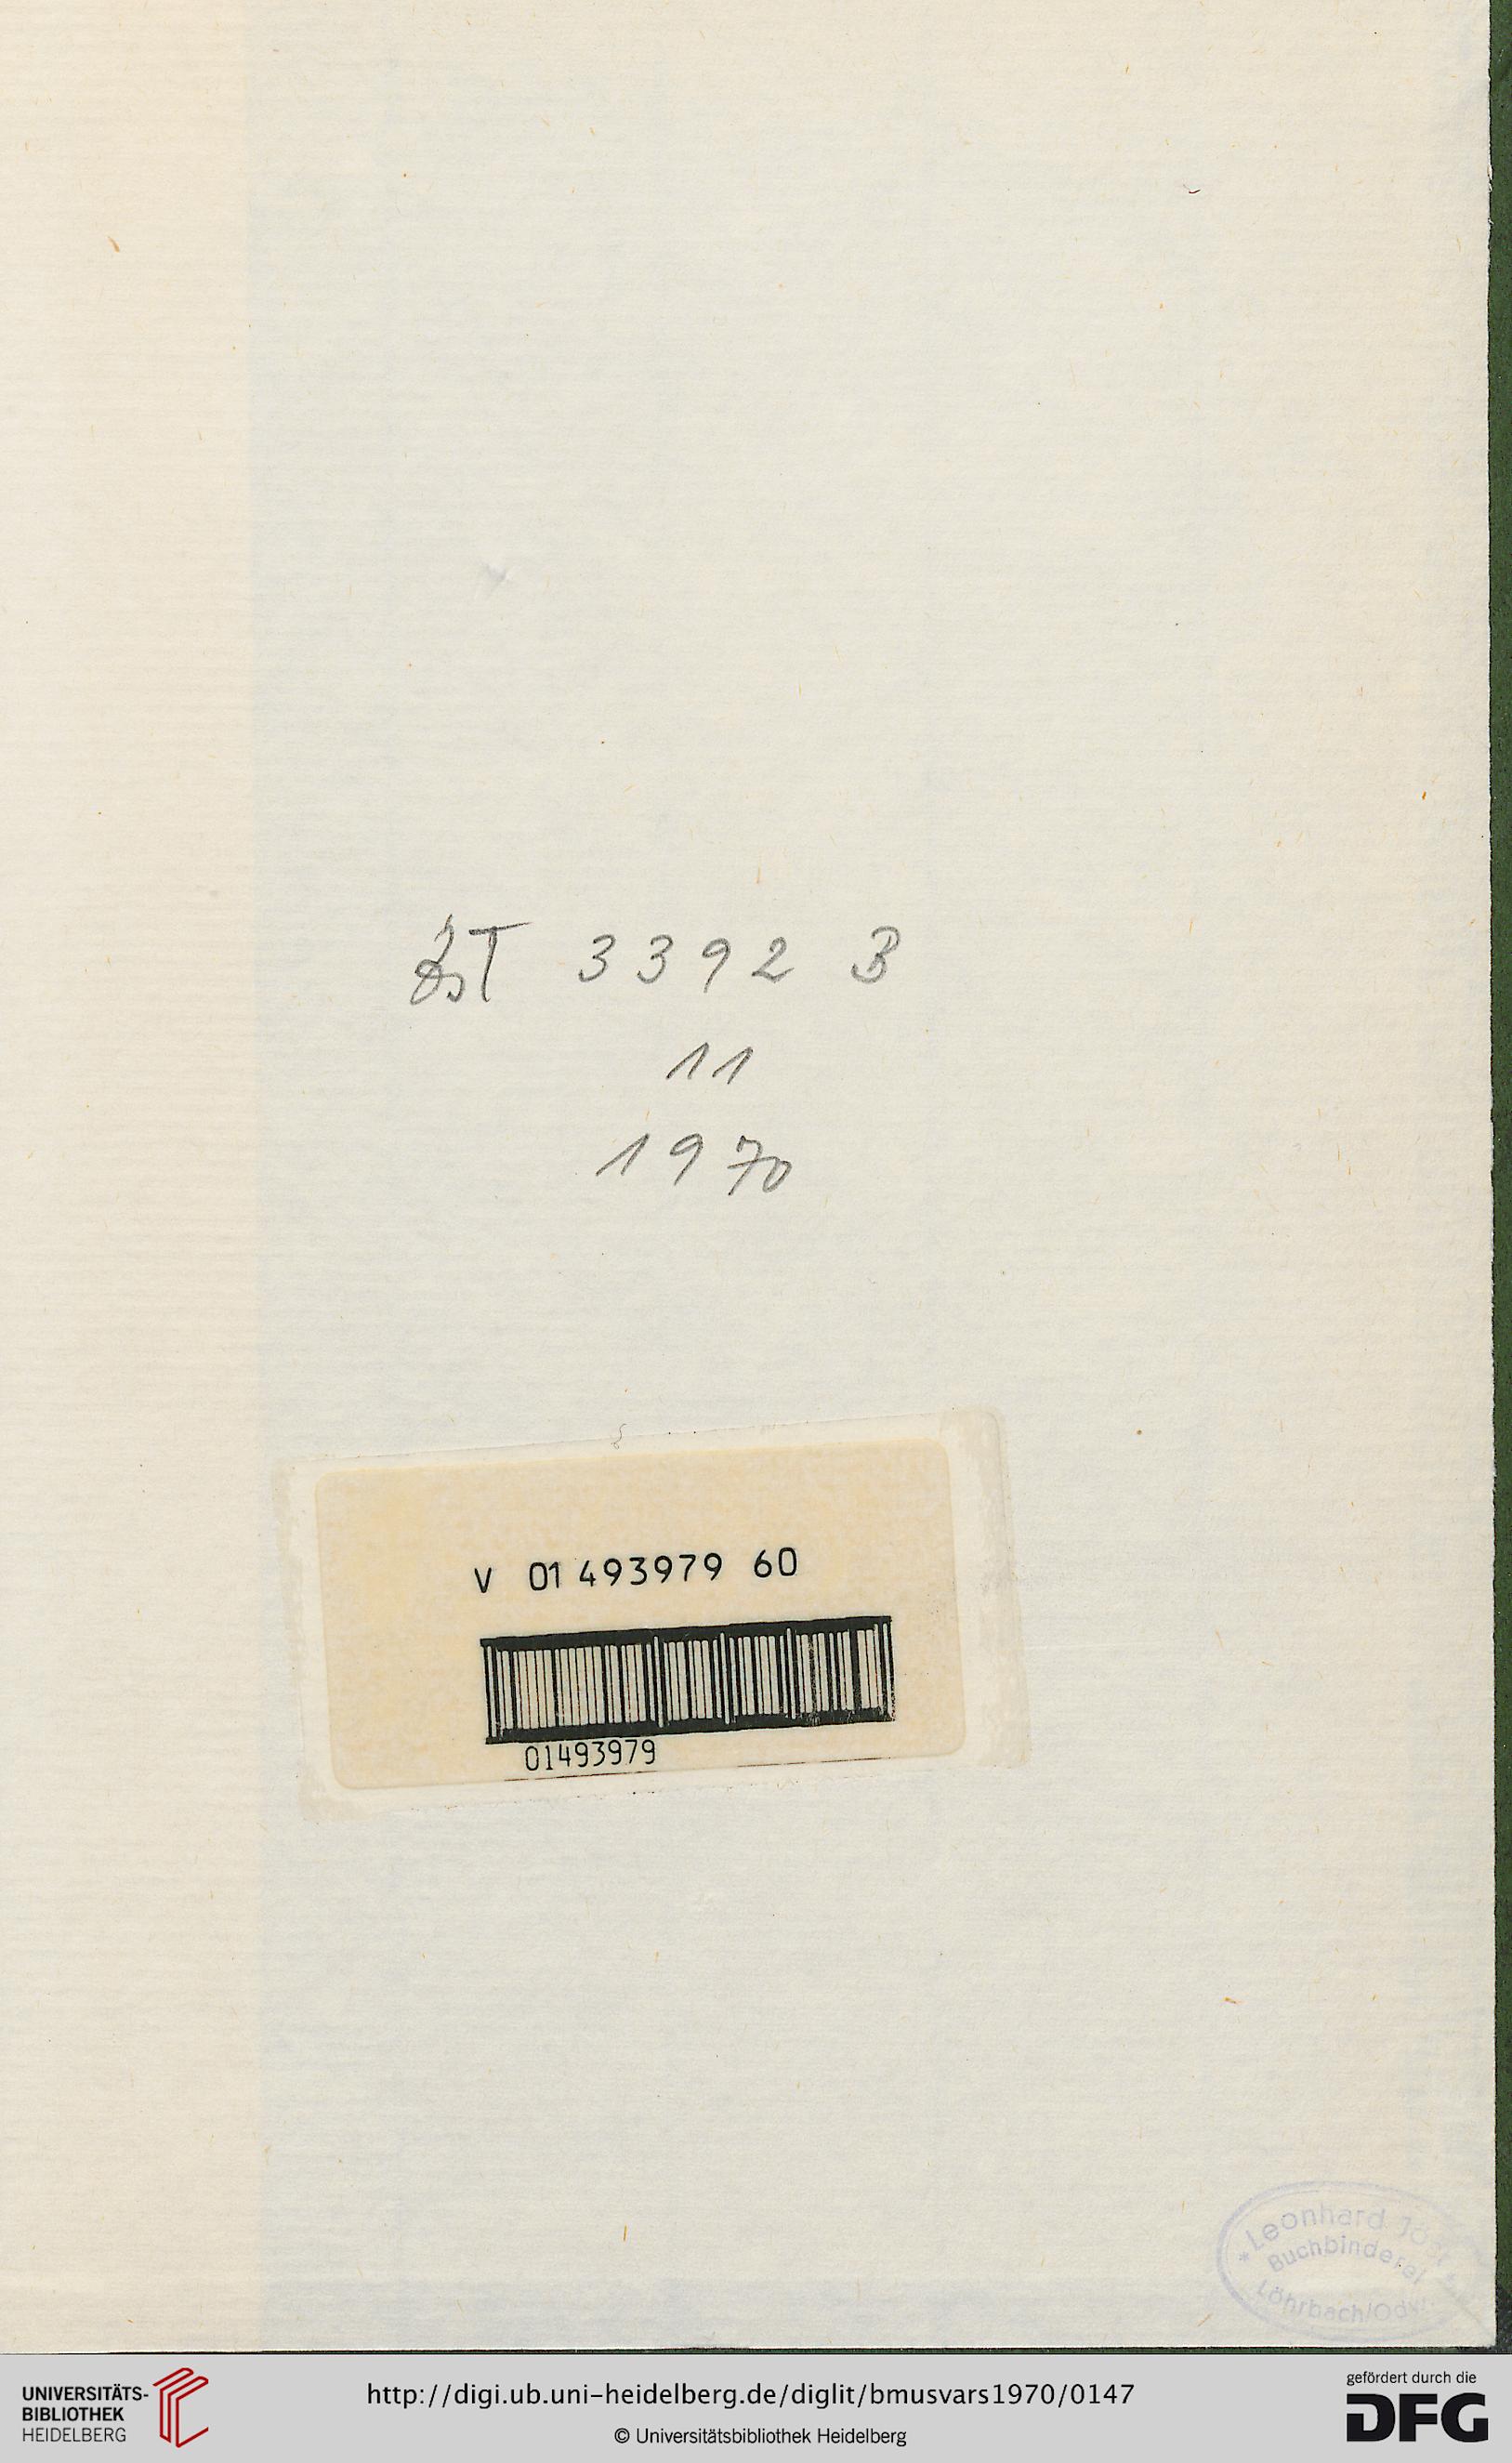 ZsT 3392 B
11
1970
V 01 493979 60
01493979
Leonhard
Buchbinderei
Löhrbach/Odw.
UNIVERSITÄTS-
BIBLIOTHEK
HEIDELBERG
http://digi.ub.uni-heidelberg.de/diglit/bmusvars1970/0147
© Universitätsbibliothek Heidelberg
gefördert durch die
DFG